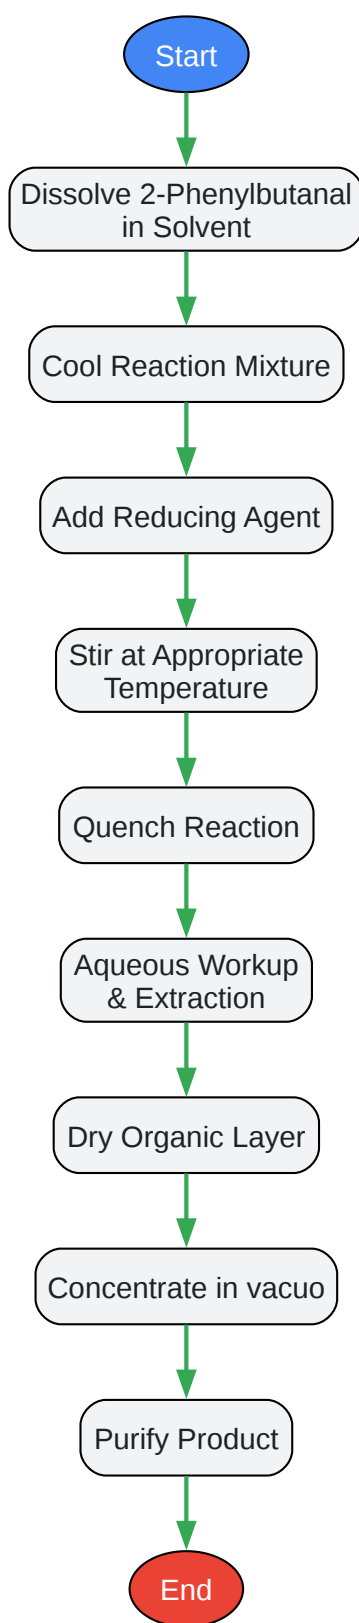 Start
Dissolve 2-Phenylbutanal
in Solvent
Cool Reaction Mixture
Add Reducing Agent
Stir at Appropriate
Temperature
Quench Reaction
Aqueous Workup
& Extraction
Dry Organic Layer
Concentrate in vacuo
Purify Product
End